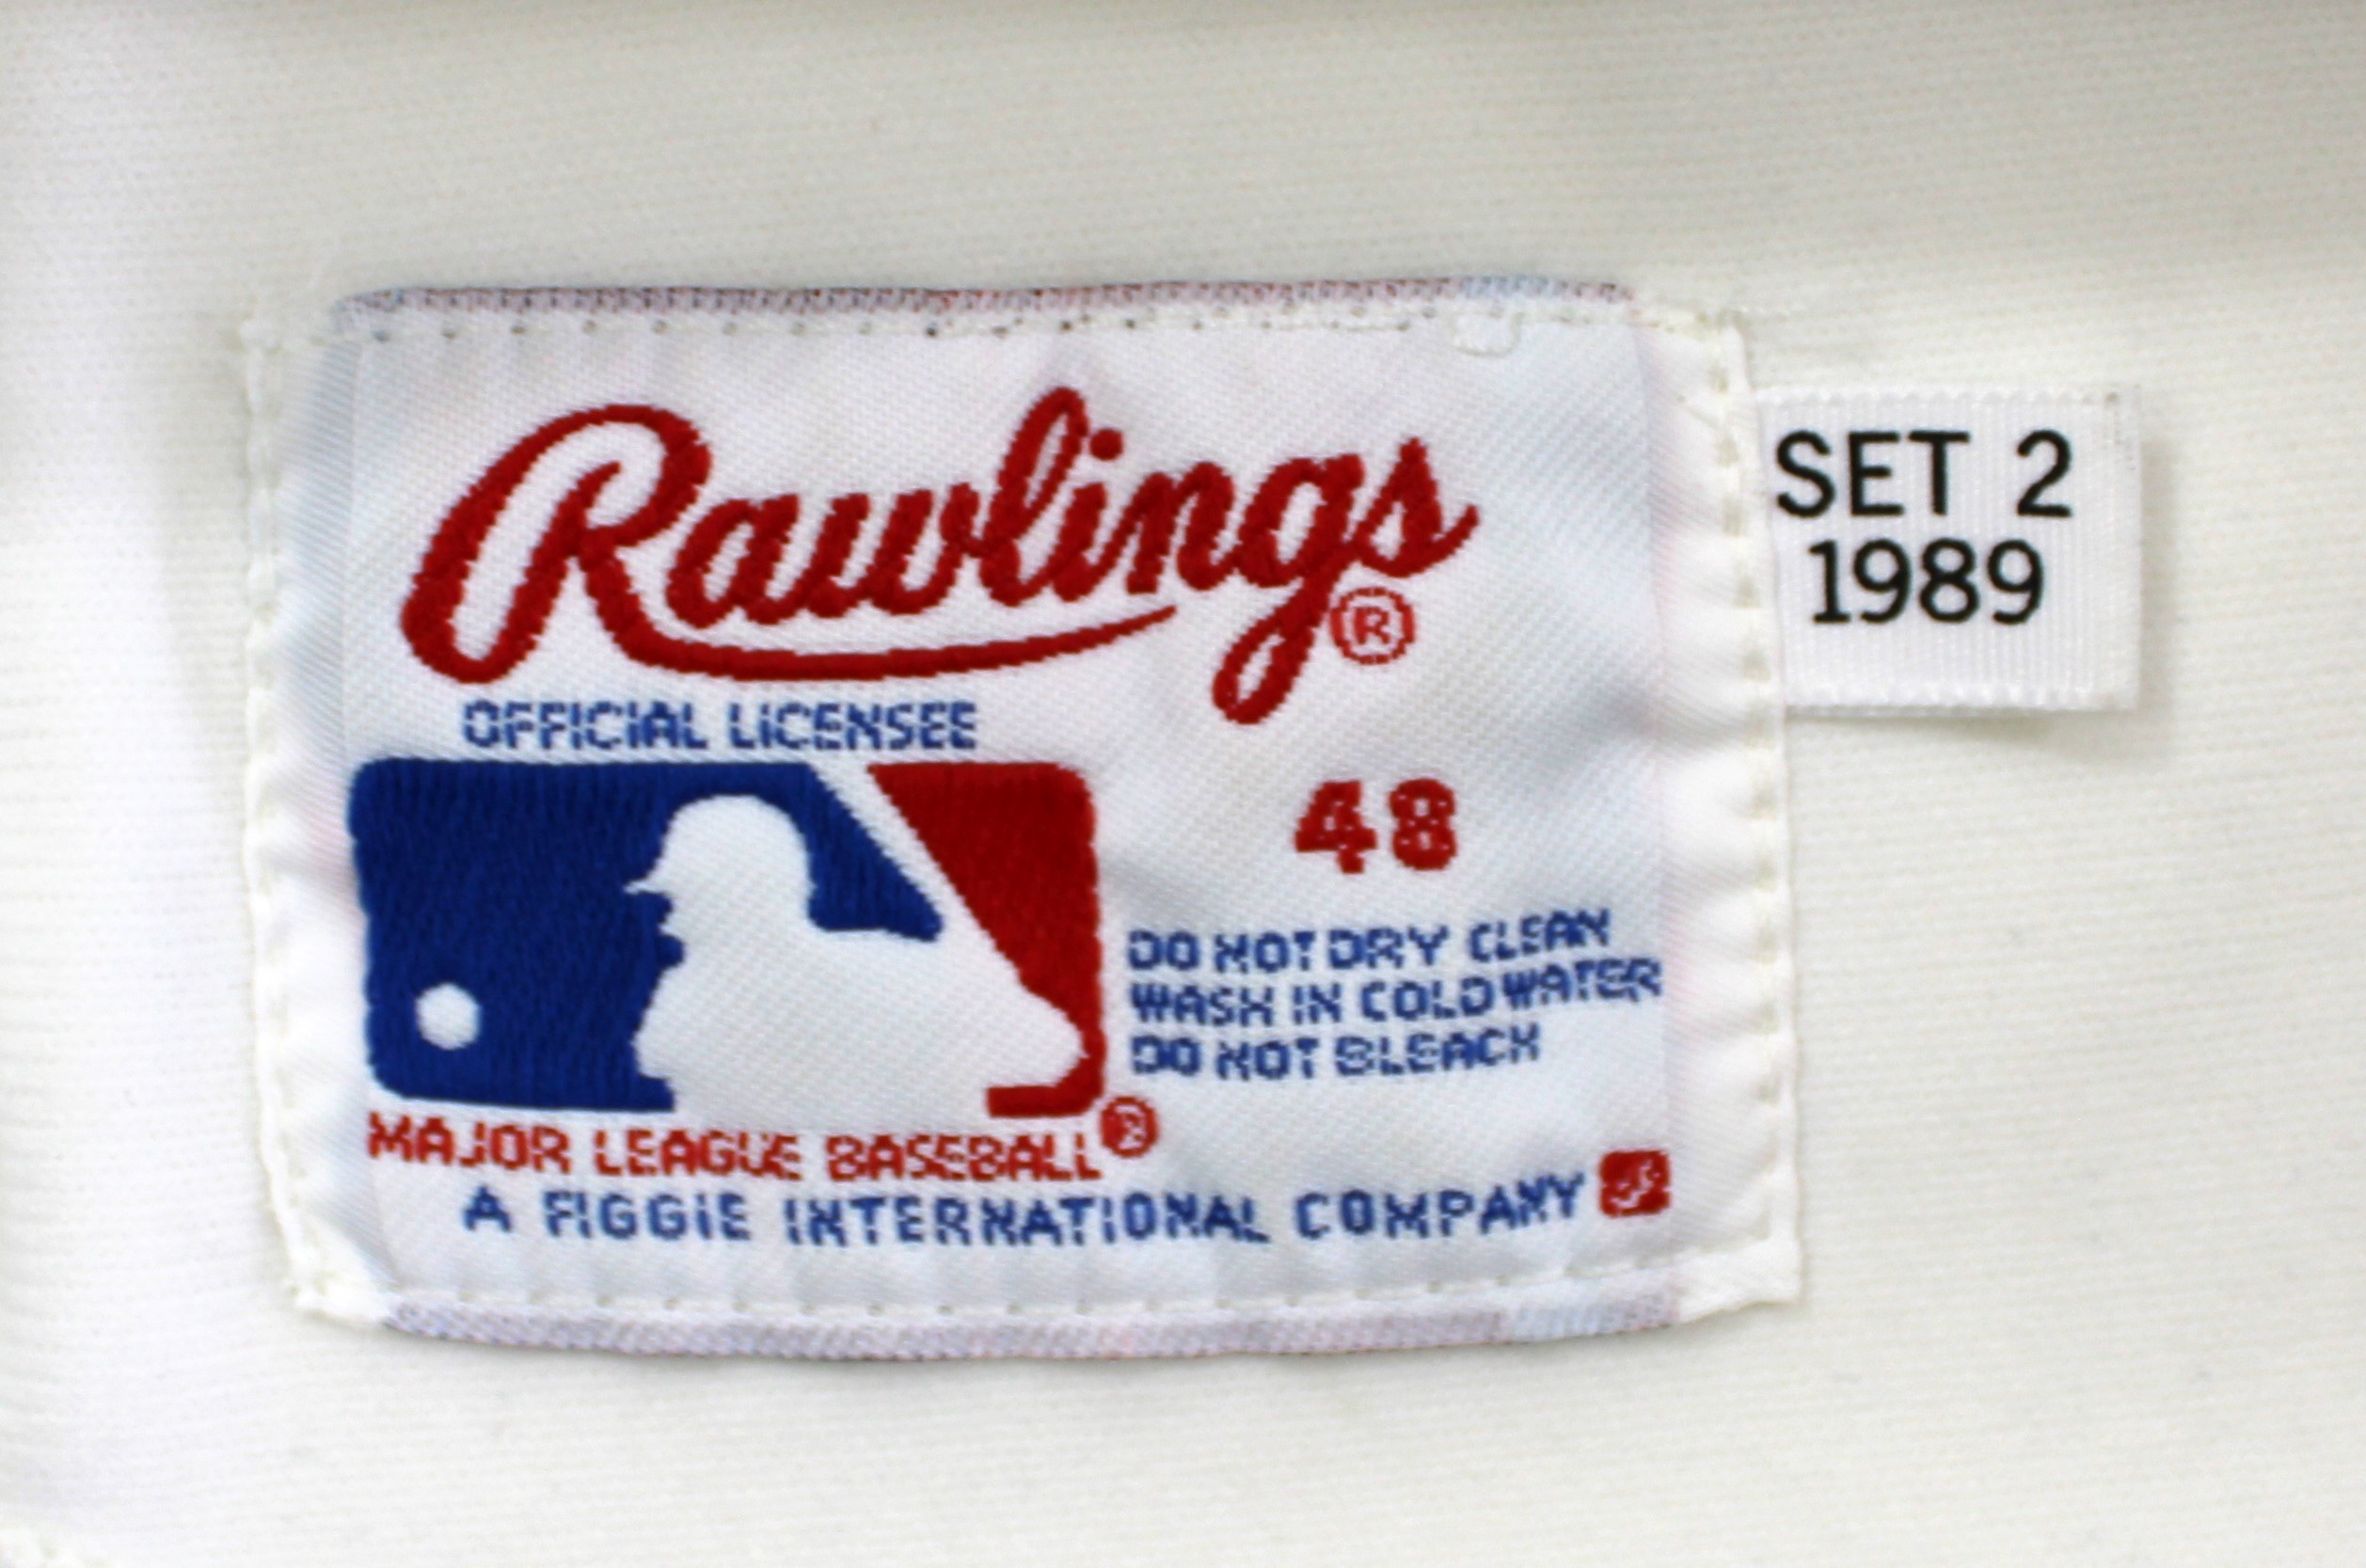 Rawlings®
SET 2
1989
OFFICIAL LICENSEE
48
DO NOT DRY CLEAN
WASH IN COLD WATER
DO NOT BLEACH
MAJOR LEAGUE BASEBALL®
A FIGGIE INTERNATIONAL COMPANY